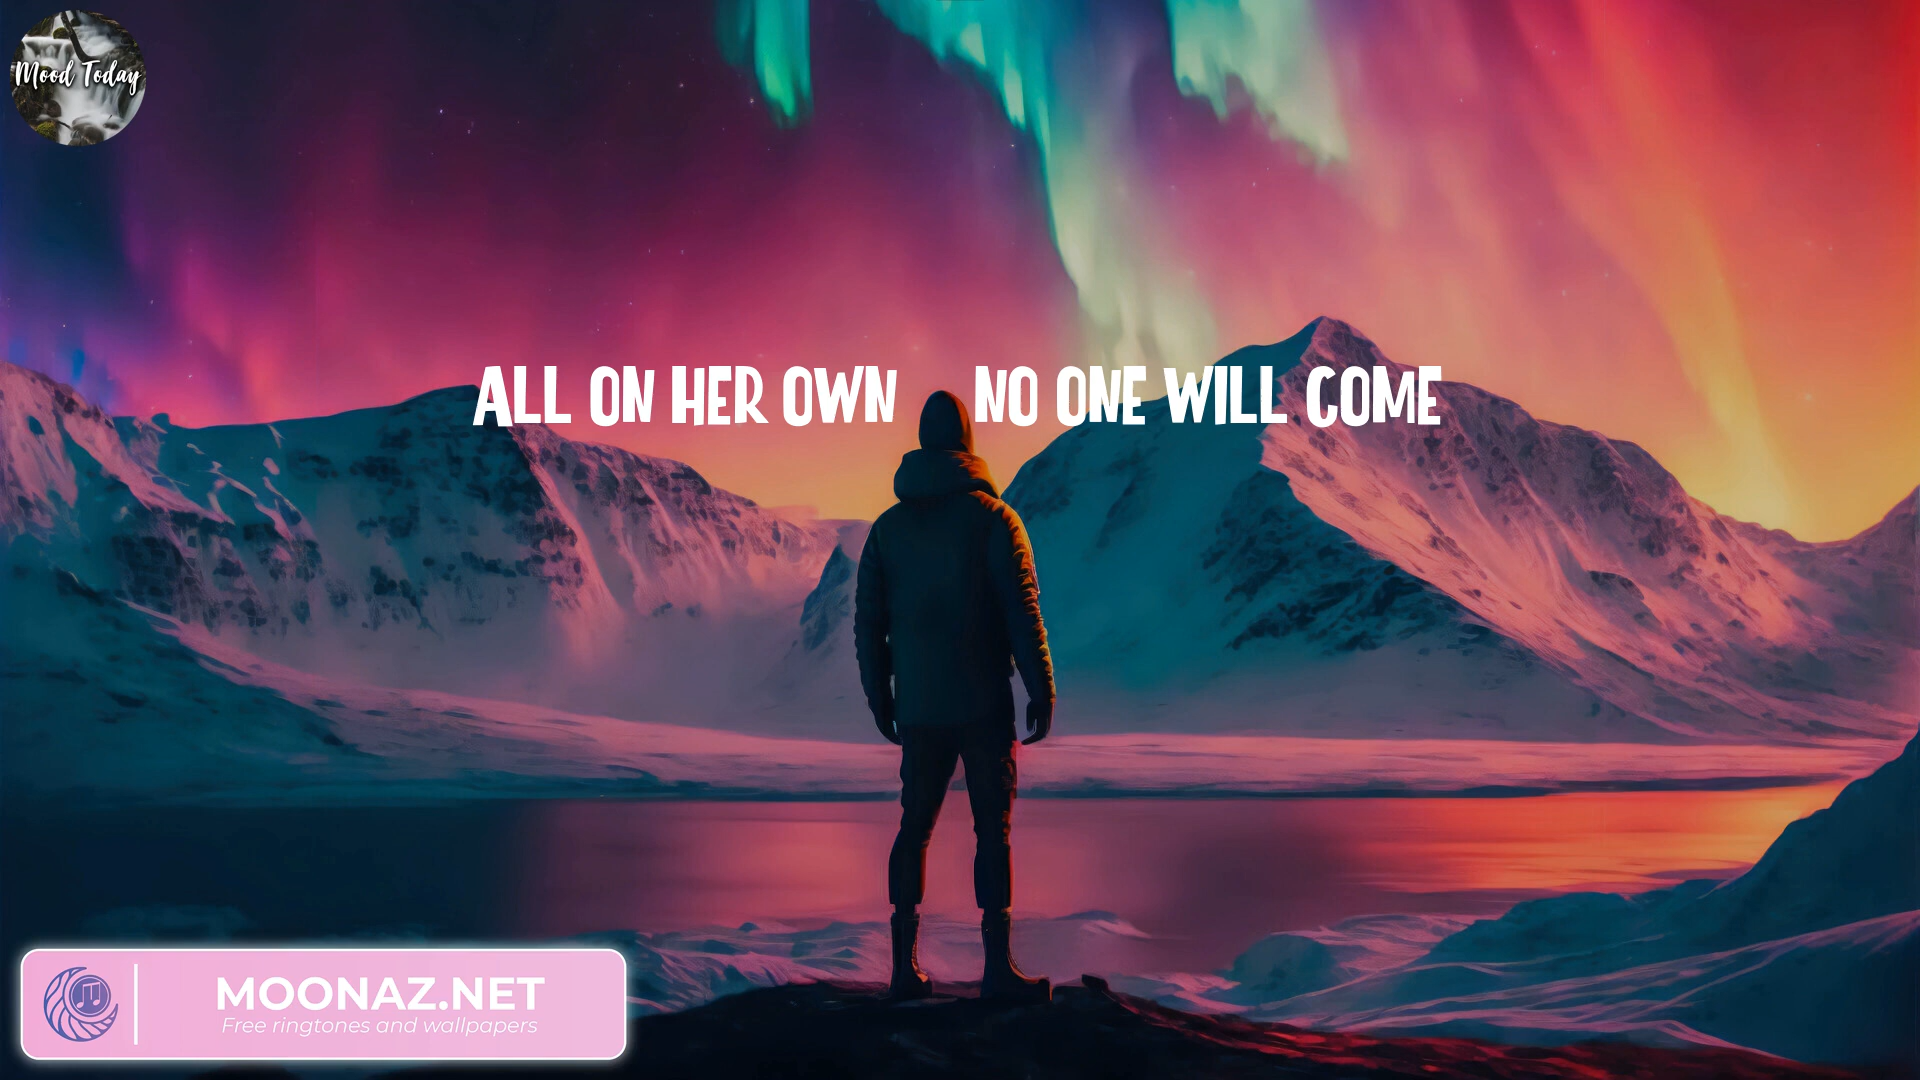 Mood Today
ALL ON HER OWN NO ONE WILL COME
MOONAZ.NET
Free ringtones and wallpapers